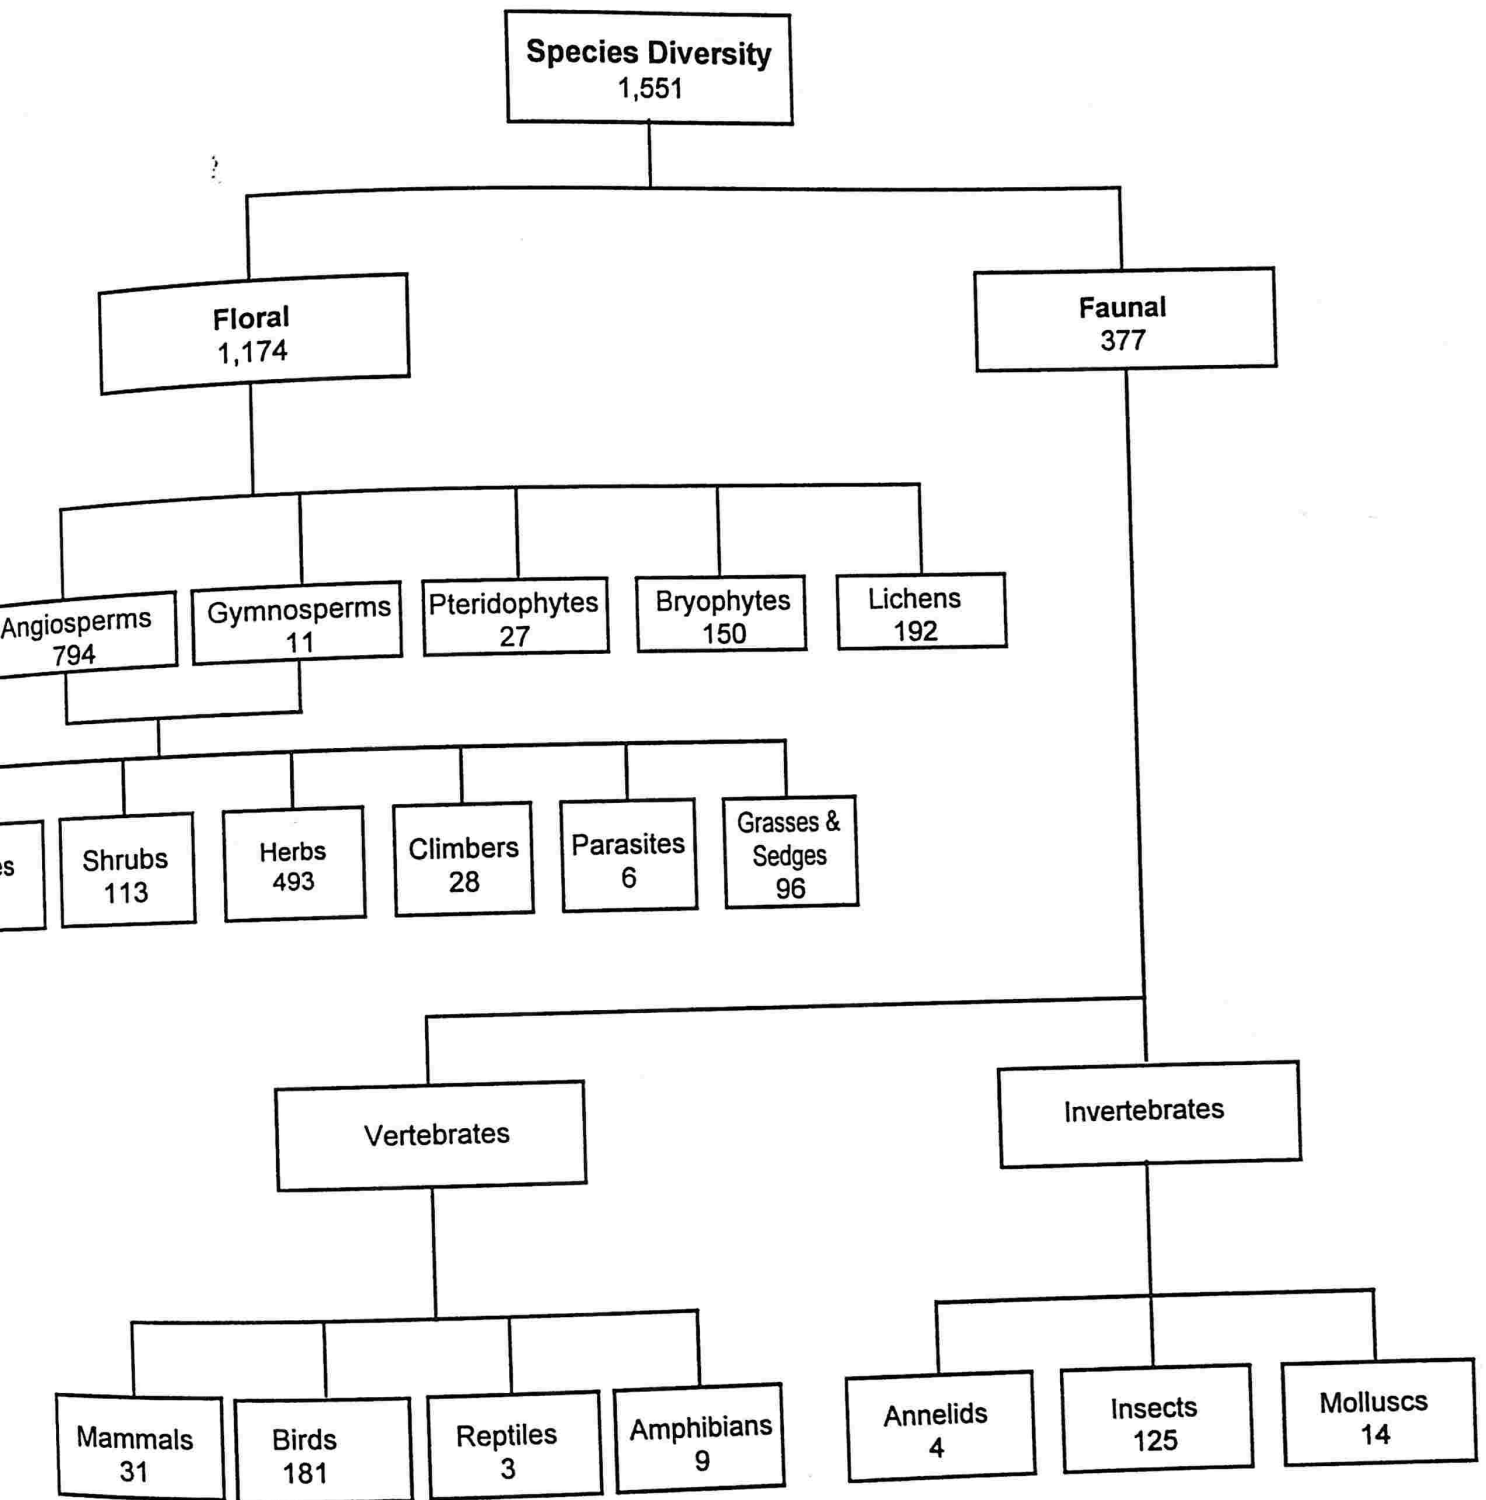 Species Diversity
1,551
Floral
1,174
Faunal
377
Angiosperms
794
Gymnosperms
11
Pteridophytes
27
Bryophytes
150
Lichens
192
Shrubs
113
Herbs
493
Climbers
28
Parasites
6
Grasses &
Sedges
96
Vertebrates
Invertebrates
Mammals
31
Birds
181
Reptiles
3
Amphibians
9
Annelids
4
Insects
125
Molluscs
14